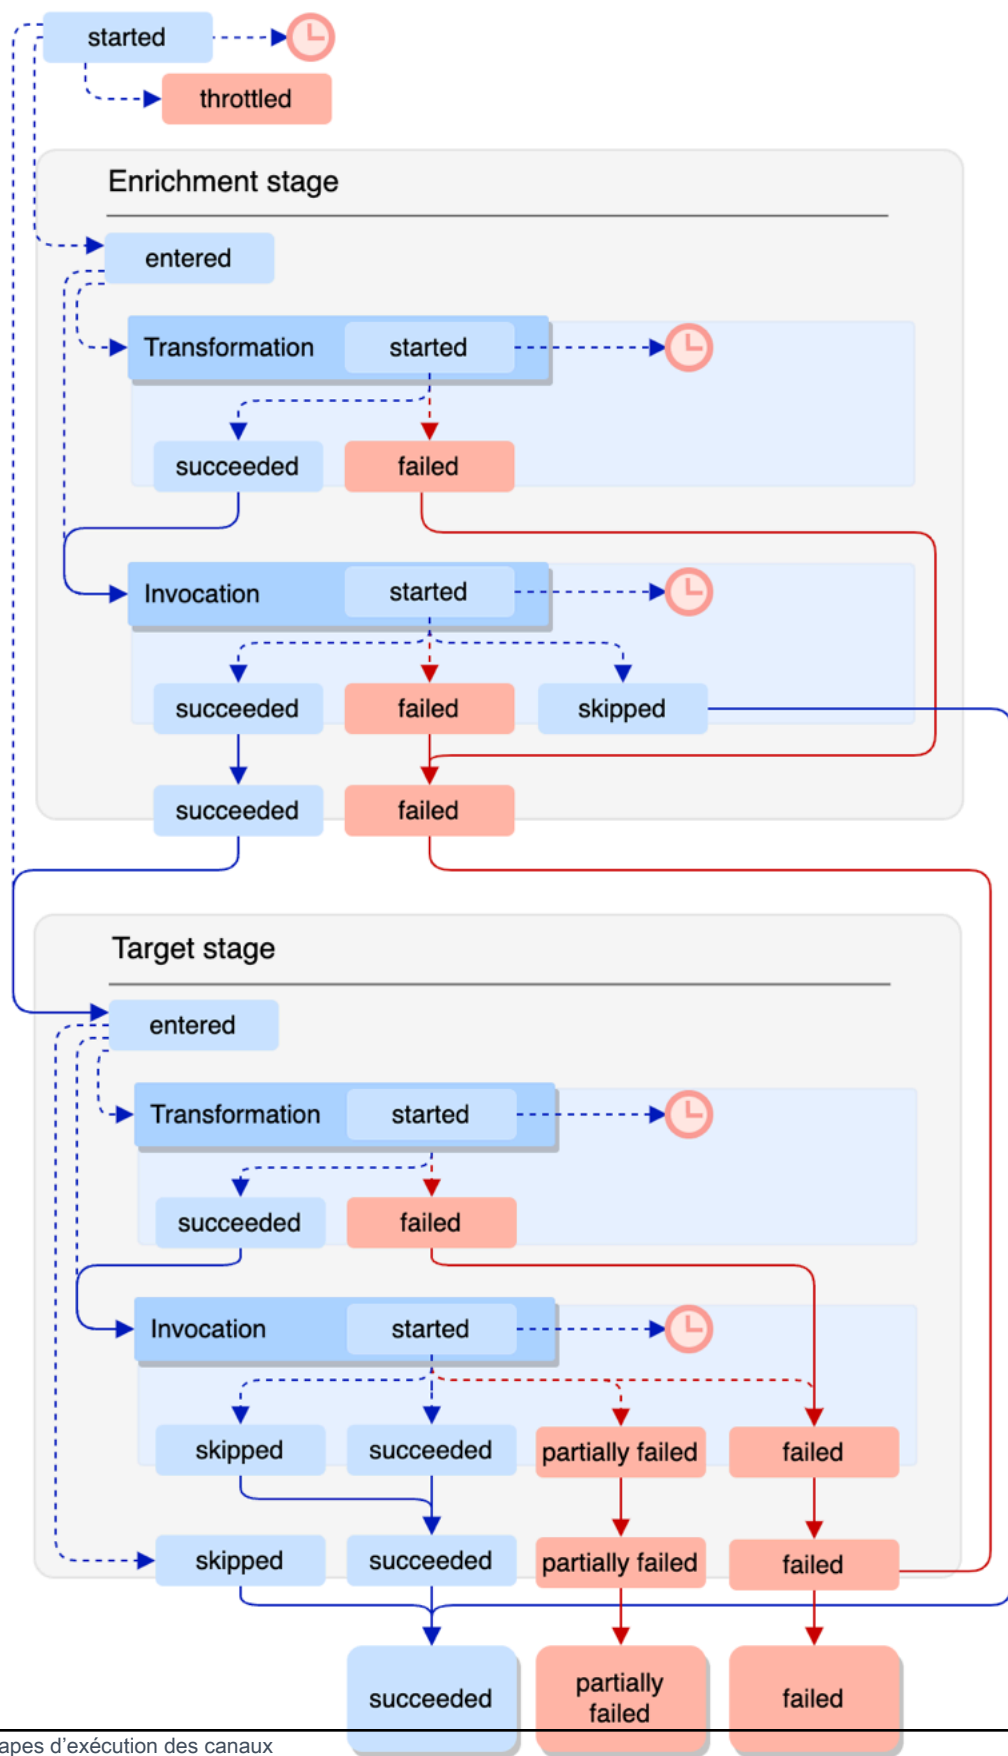 started
throttled
Enrichment stage
entered
Transformation started
succeeded failed
Invocation started
succeeded failed skipped
succeeded failed
Target stage
entered
Transformation started
succeeded failed
Invocation started
skipped succeeded partially failed failed
skipped succeeded partially failed failed
succeeded partially failed failed
apes d’exécution des canaux